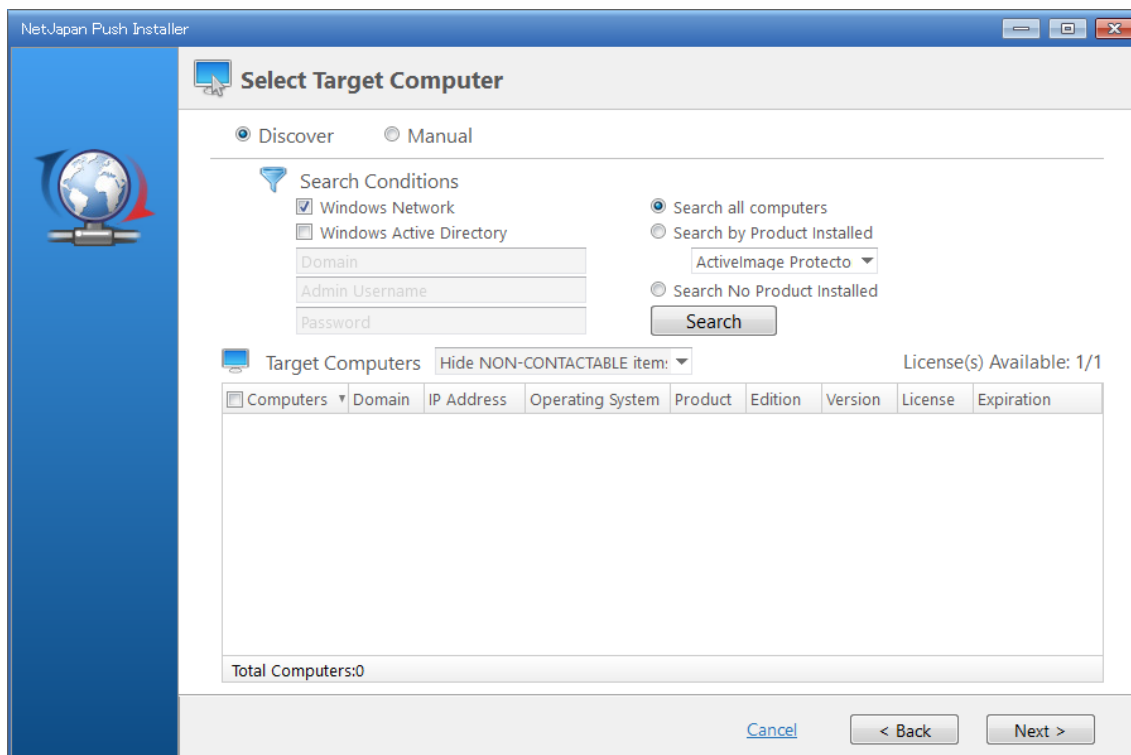 NetJapan Push Installer
Select Target Computer
Discover Manual
Search Conditions
Windows Network
Windows Active Directory
Domain
Admin Username
Password
Search all computers
Search by Product Installed
ActiveImage Protecto
Search No Product Installed
Search
Target Computers Hide NON-CONTACTABLE item: License(s) Available: 1/1
Computers Domain IP Address Operating System Product Edition Version License Expiration
Total Computers:0
Cancel < Back Next >